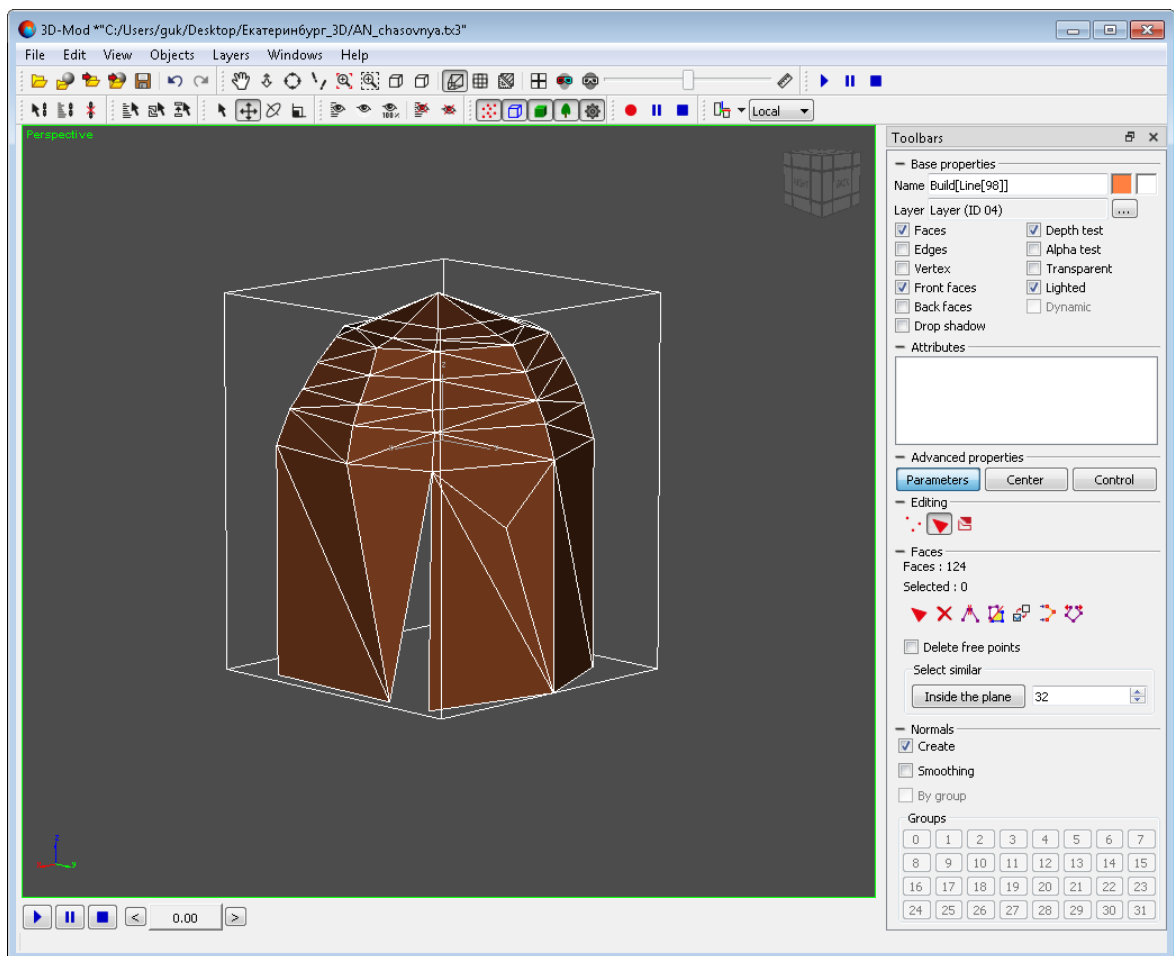 3D-Mod *"C:/Users/guk/Desktop/Екатеринбург_3D/AN_chasovnya.tx3"
File Edit View Objects Layers Windows Help
100%
Local
Perspective
Toolbars
Base properties
Name Build[Line[98]]
Layer Layer (ID 04) ...
Faces Depth test
Edges Alpha test
Vertex Transparent
Front faces Lighted
Back faces Dynamic
Drop shadow
Attributes
Advanced properties
Parameters Center Control
Editing
Faces
Faces : 124
Selected : 0
Delete free points
Select similar
Inside the plane 32
Normals
Create
Smoothing
By group
Groups
0 1 2 3 4 5 6 7
8 9 10 11 12 13 14 15
16 17 18 19 20 21 22 23
24 25 26 27 28 29 30 31
z
y
< 0.00 >